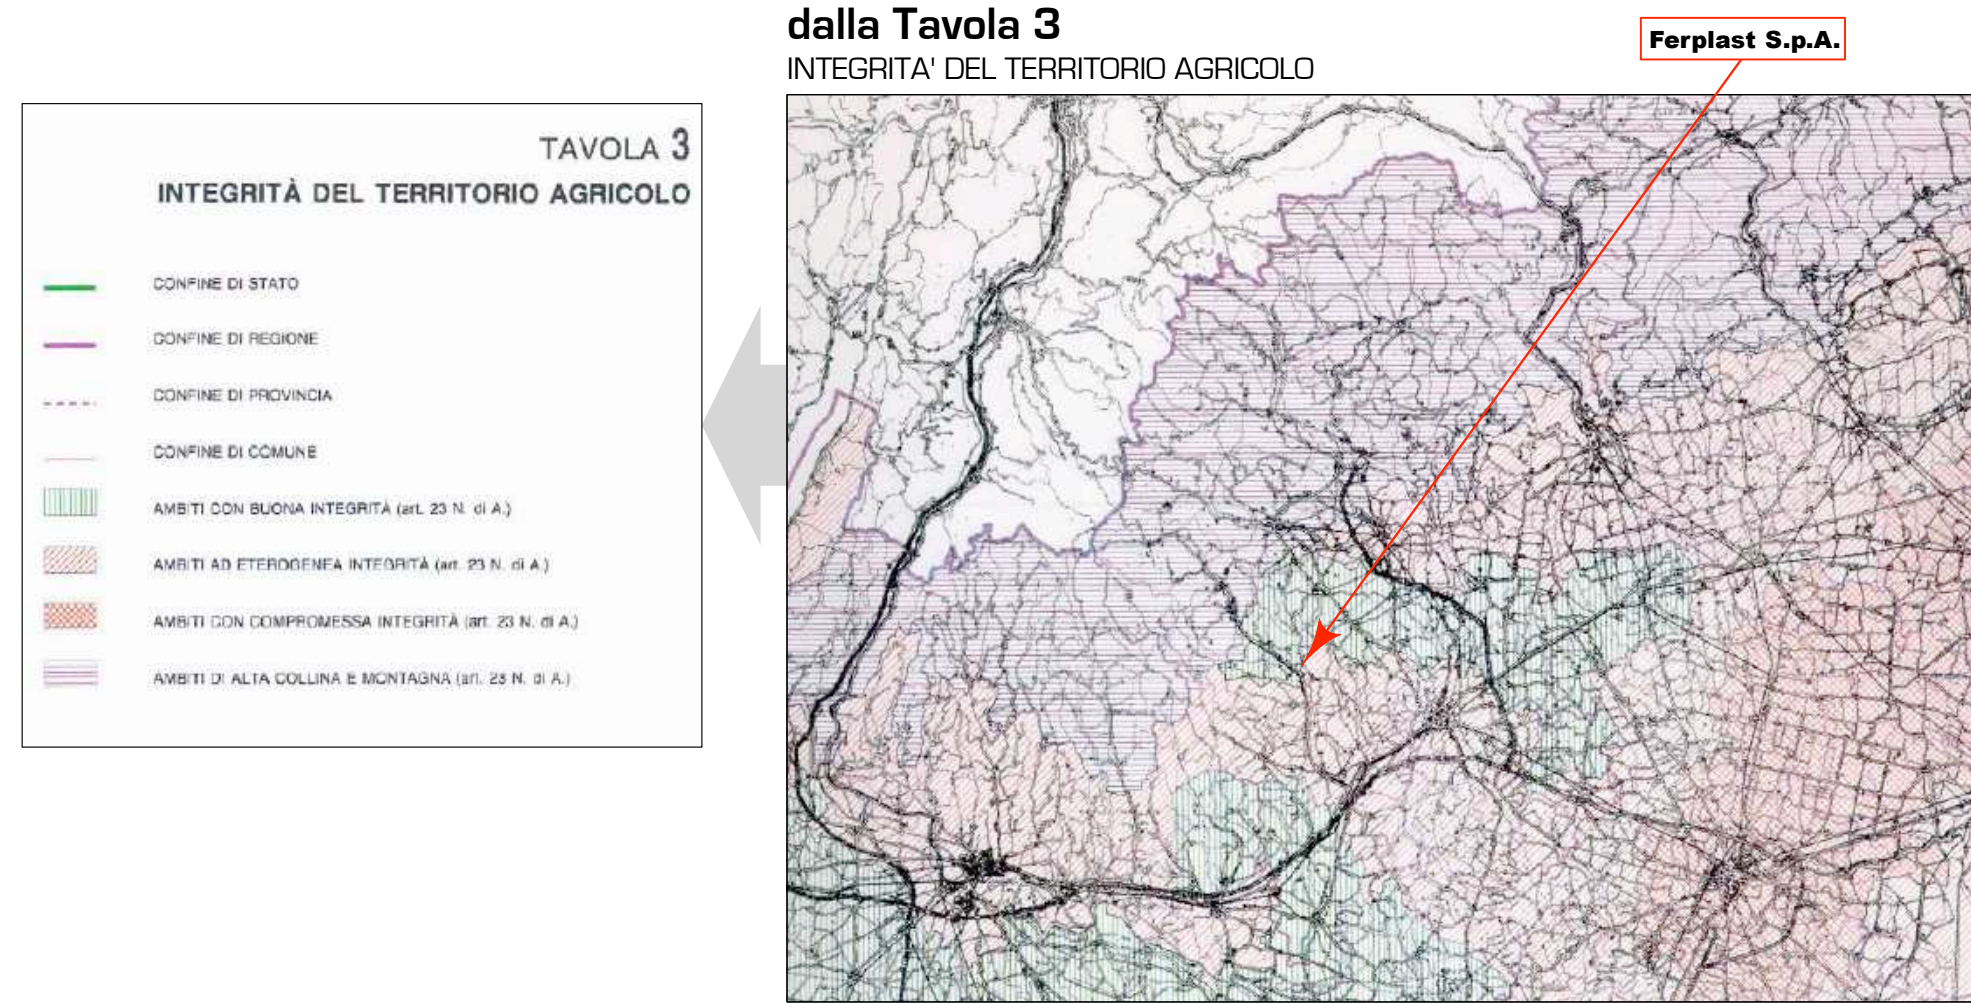 dalla Tavola 3
INTEGRITA' DEL TERRITORIO AGRICOLO
Ferplast S.p.A.
TAVOLA 3
INTEGRITÀ DEL TERRITORIO AGRICOLO
CONFINE DI STATO
CONFINE DI REGIONE
CONFINE DI PROVINCIA
CONFINE DI COMUNE
AMBITI CON BUONA INTEGRITÀ (art. 23 N. di A.)
AMBITI AD ETEROGENEA INTEGRITÀ (art. 23 N. di A.)
AMBITI CON COMPROMESSA INTEGRITÀ (art. 23 N. di A.)
AMBITI DI ALTA COLLINA E MONTAGNA (art. 23 N. di A.)